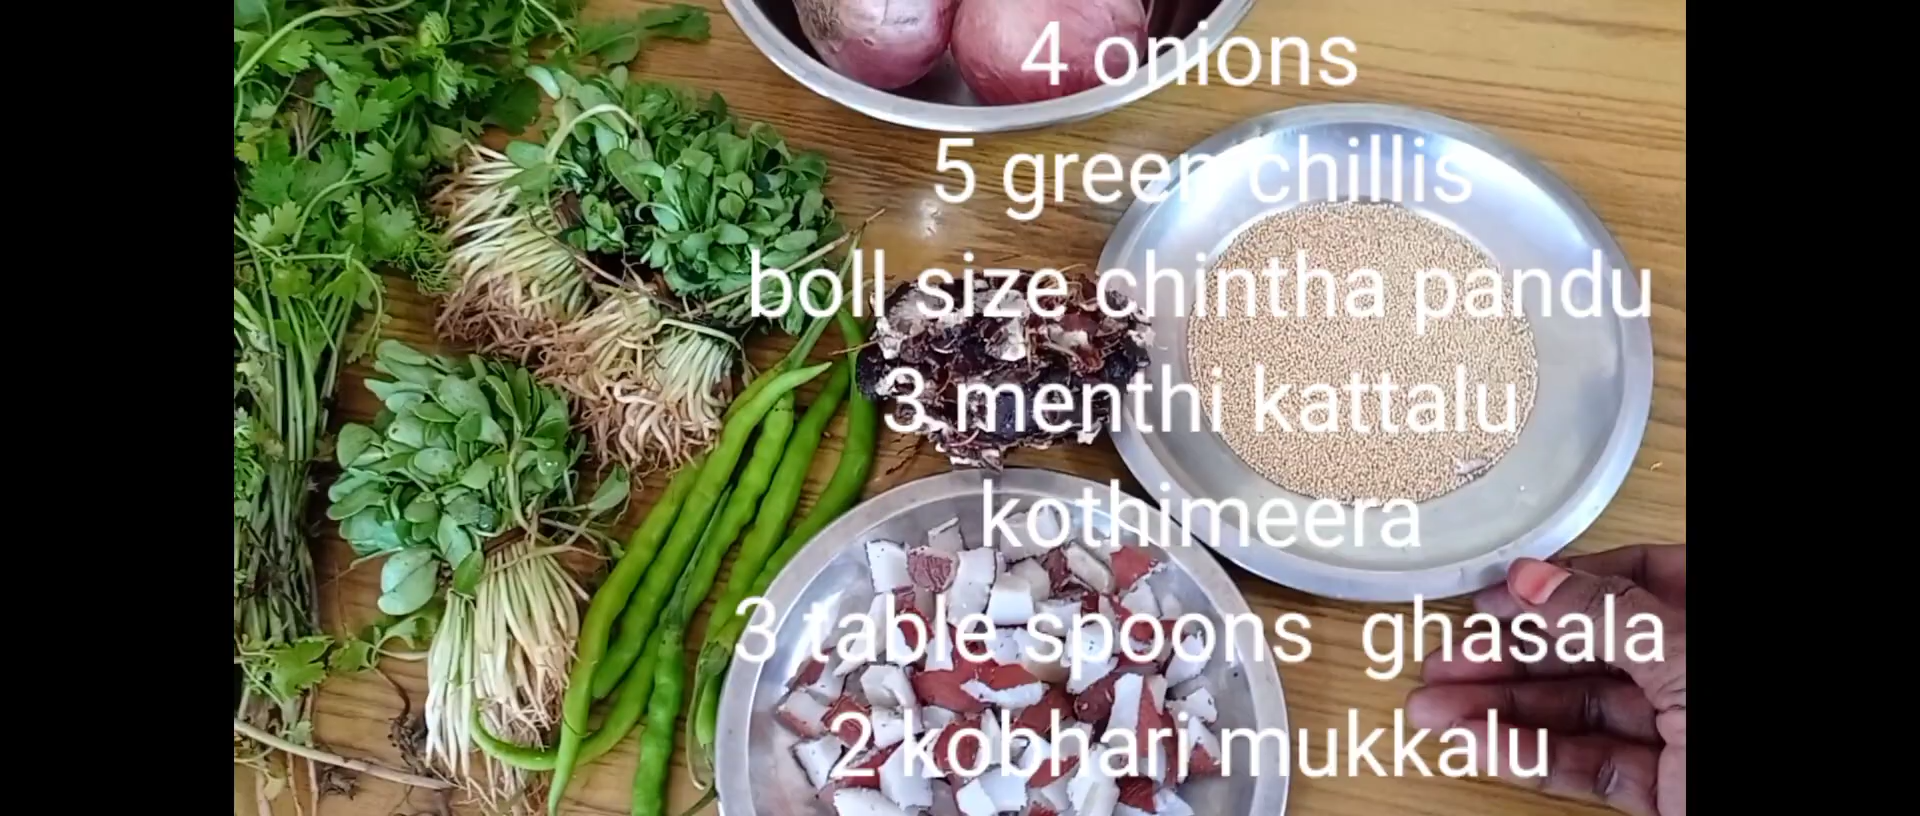 4 onions
5 green chillis
boll size chintha pandu
3 menthi kattalu
kothimeera
3 table spoons ghasala
2 kobhari mukkalu